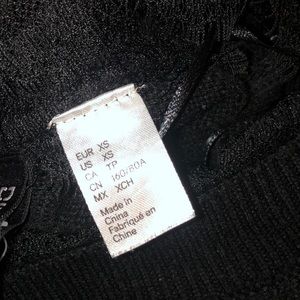 EUR XS
US XS
CA TP
CN 160/80A
MX XCH
Made in
China
Fabriqué en
Chine